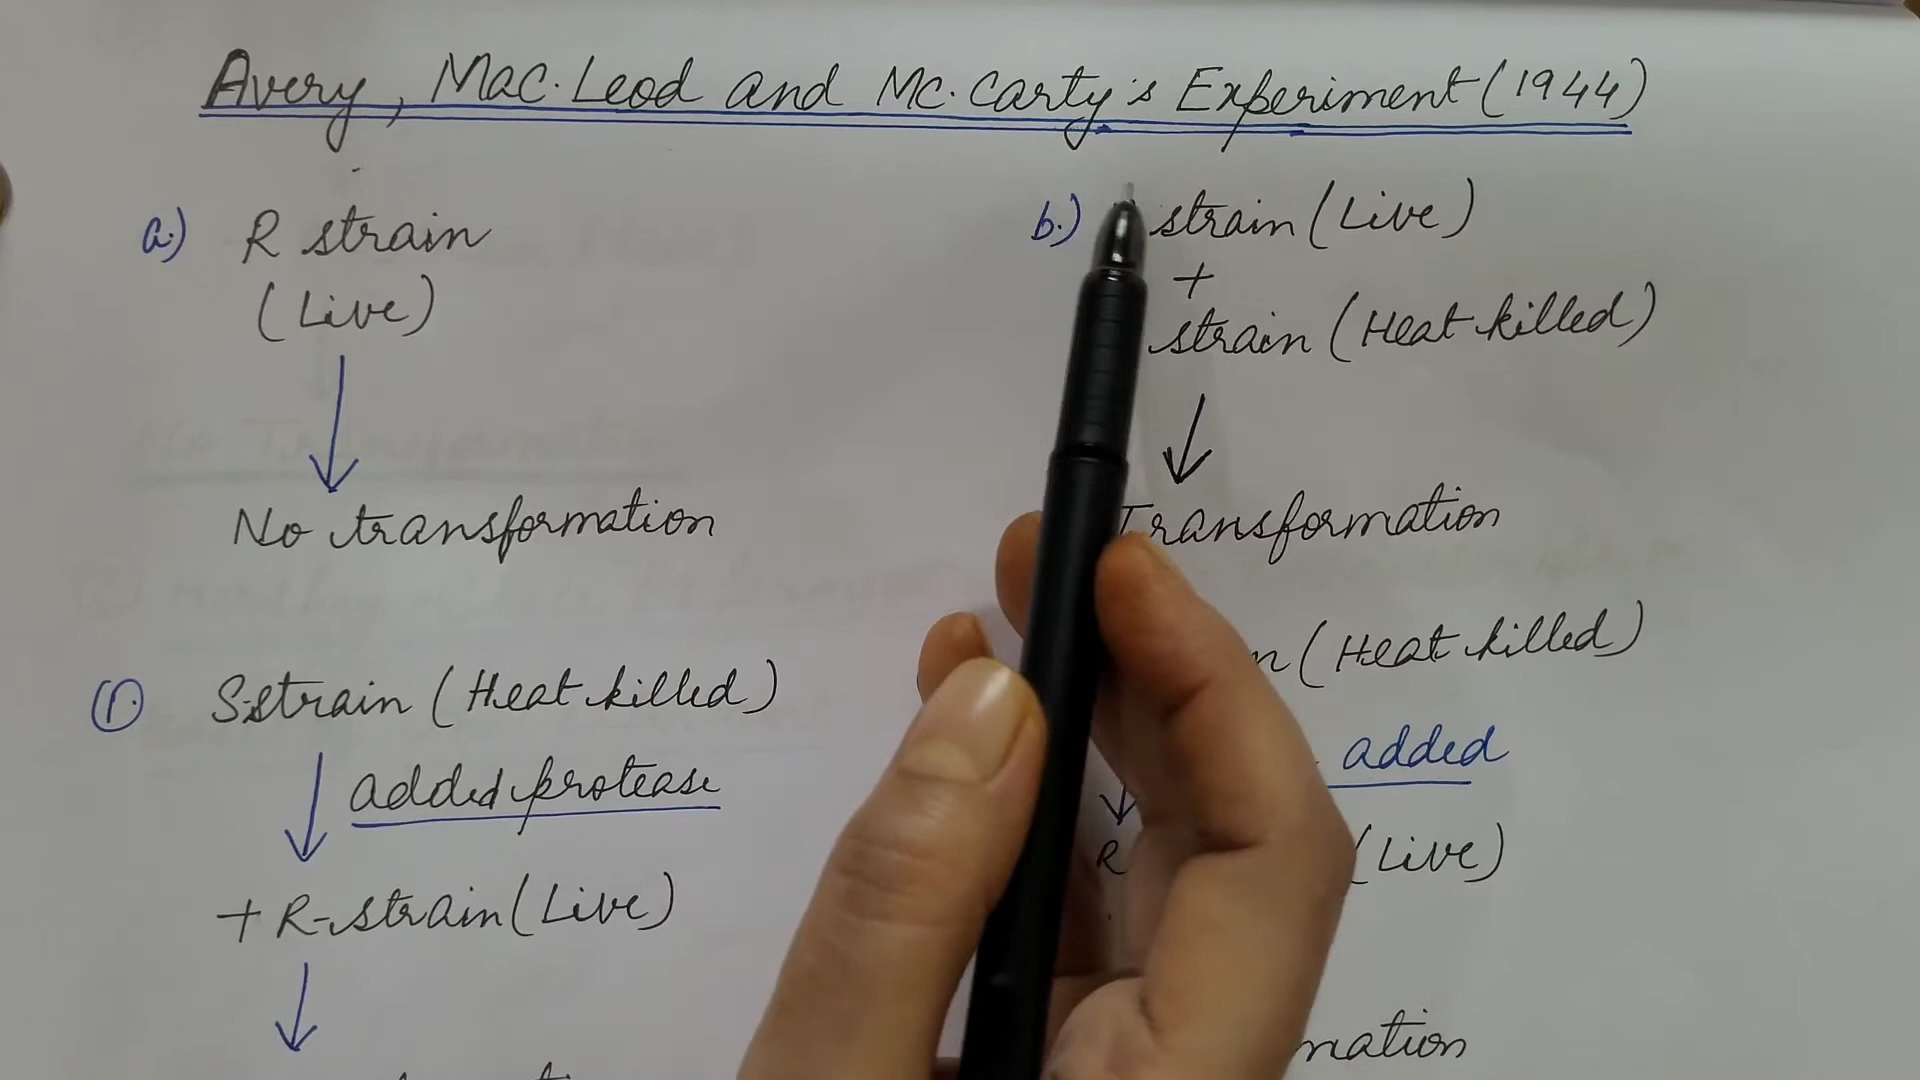 Avery, Mac.Leod and Mc.Carty's Experiment (1944)
a.) R strain
(Live)
No transformation
b.) strain (Live)
+
strain (Heat killed)
Transformation
1. S-strain (Heat killed)
added protease
+ R-strain (Live)
(Heat killed)
added
R (Live)